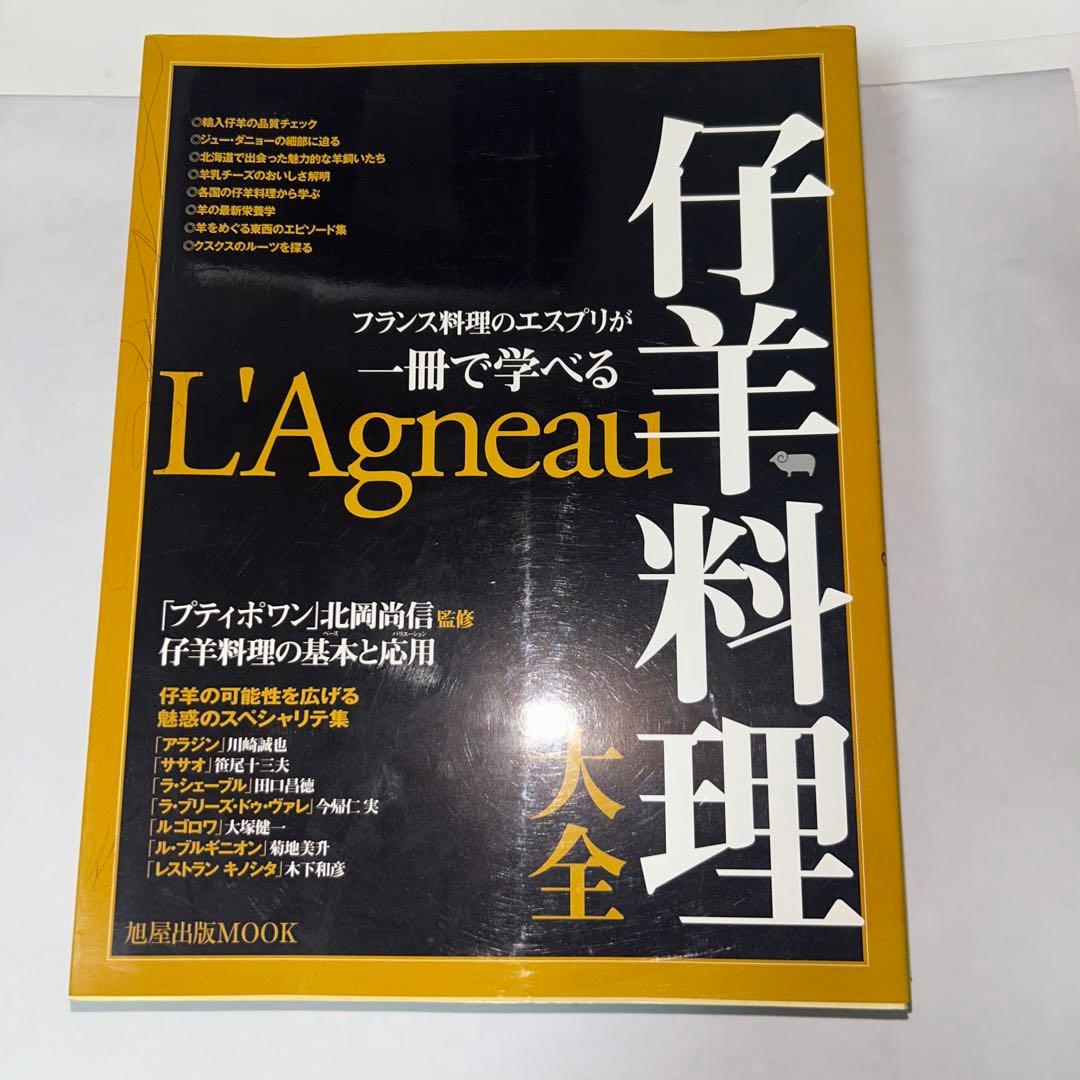 ◎輸入仔羊の品質チェック
◎ジュー・ダニョーの細部に迫る
◎北海道で出会った魅力的な羊飼いたち
◎羊乳チーズのおいしさ解明
◎各国の仔羊料理から学ぶ
◎羊の最新栄養学
◎羊をめぐる東西のエピソード集
◎クスクスのルーツを探る
仔羊料理
大全
フランス料理のエスプリが
一冊で学べる
L'Agneau
「プティポワン」北岡尚信 監修
ベース バリエーション
仔羊料理の基本と応用
仔羊の可能性を広げる
魅惑のスペシャリテ集
「アラジン」川崎誠也
「ササオ」笹尾十三夫
「ラ・シェーブル」田口昌徳
「ラ・ブリーズ・ドゥ・ヴァレ」今帰仁 実
「ル ゴロワ」大塚健一
「ル・ブルギニオン」菊地美升
「レストラン キノシタ」木下和彦
旭屋出版MOOK